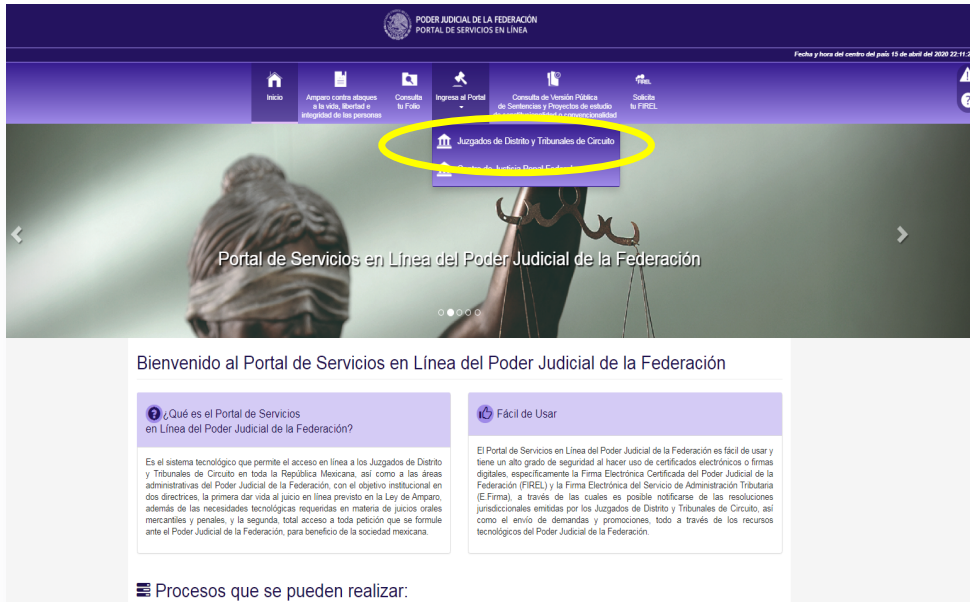 PODER JUDICIAL DE LA FEDERACIÓN
PORTAL DE SERVICIOS EN LÍNEA
Fecha y hora del centro del país 15 de abril del 2020 22:11:2
Inicio
Amparo contra ataques
a la vida, libertad e
integridad de las personas
Consulta
tu Folio
Ingresa al Portal
Consulta de Versión Pública
de Sentencias y Proyectos de estudio
de constitucionalidad o convencionalidad
FIREL
Solicita
tu FIREL
Juzgados de Distrito y Tribunales de Circuito
Centro de Justicia Penal Federal
Portal de Servicios en Línea del Poder Judicial de la Federación
Bienvenido al Portal de Servicios en Línea del Poder Judicial de la Federación
¿Qué es el Portal de Servicios
en Línea del Poder Judicial de la Federación?
Es el sistema tecnológico que permite el acceso en línea a los Juzgados de Distrito
y Tribunales de Circuito en toda la República Mexicana, así como a las áreas
administrativas del Poder Judicial de la Federación, con el objetivo institucional en
dos directrices, la primera dar vida al juicio en línea previsto en la Ley de Amparo,
además de las necesidades tecnológicas requeridas en materia de juicios orales
mercantiles y penales, y la segunda, total acceso a toda petición que se formule
ante el Poder Judicial de la Federación, para beneficio de la sociedad mexicana.
Fácil de Usar
El Portal de Servicios en Línea del Poder Judicial de la Federación es fácil de usar y
tiene un alto grado de seguridad al hacer uso de certificados electrónicos o firmas
digitales, específicamente la Firma Electrónica Certificada del Poder Judicial de la
Federación (FIREL) y la Firma Electrónica del Servicio de Administración Tributaria
(E.Firma), a través de las cuales es posible notificarse de las resoluciones
jurisdiccionales emitidas por los Juzgados de Distrito y Tribunales de Circuito, así
como el envío de demandas y promociones, todo a través de los recursos
tecnológicos del Poder Judicial de la Federación.
Procesos que se pueden realizar: